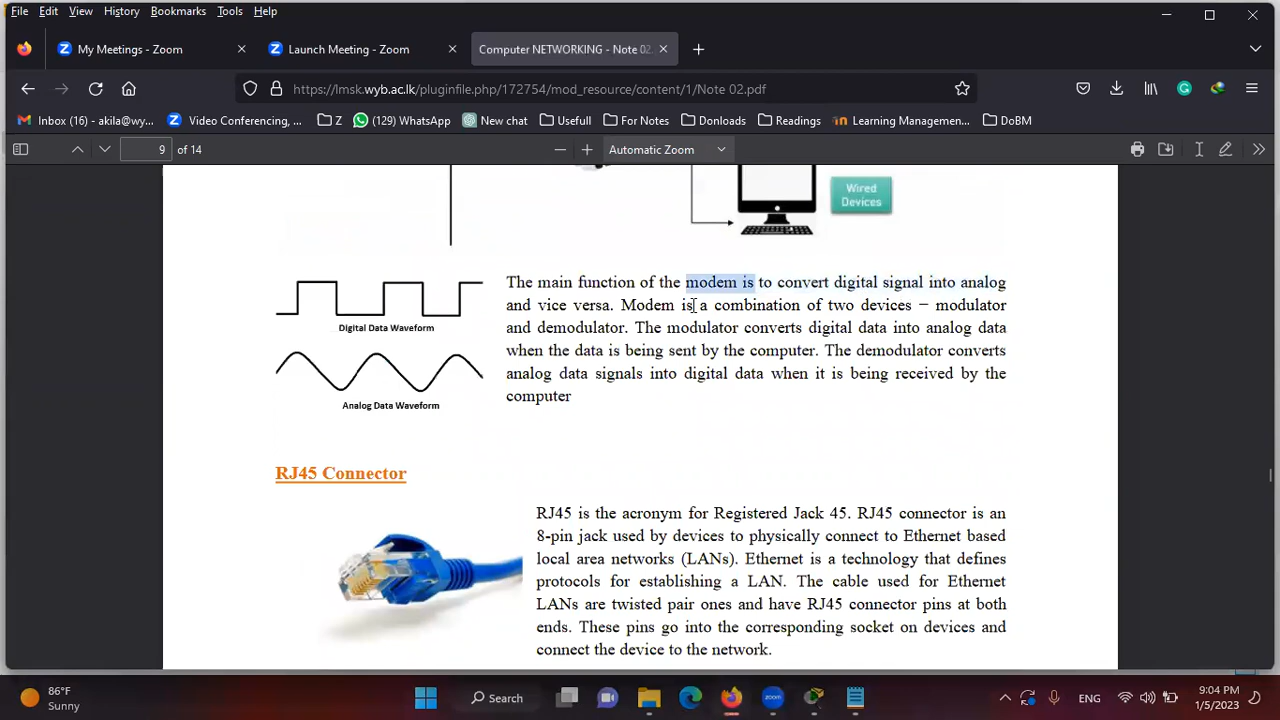 File Edit View History Bookmarks Tools Help
My Meetings - Zoom
Launch Meeting - Zoom
Computer NETWORKING - Note 02.
https://lmsk.wyb.ac.lk/pluginfile.php/172754/mod_resource/content/1/Note 02.pdf
Inbox (16) - akila@wy... Video Conferencing, ... Z (129) WhatsApp New chat Usefull For Notes Donloads Readings Learning Managemen... DoBM
9 of 14
Automatic Zoom
Wired
Devices
Digital Data Waveform
Analog Data Waveform
The main function of the modem is to convert digital signal into analog
and vice versa. Modem is a combination of two devices − modulator
and demodulator. The modulator converts digital data into analog data
when the data is being sent by the computer. The demodulator converts
analog data signals into digital data when it is being received by the
computer
RJ45 Connector
RJ45 is the acronym for Registered Jack 45. RJ45 connector is an
8-pin jack used by devices to physically connect to Ethernet based
local area networks (LANs). Ethernet is a technology that defines
protocols for establishing a LAN. The cable used for Ethernet
LANs are twisted pair ones and have RJ45 connector pins at both
ends. These pins go into the corresponding socket on devices and
connect the device to the network.
86°F
Sunny
Search
ENG
9:04 PM
1/5/2023